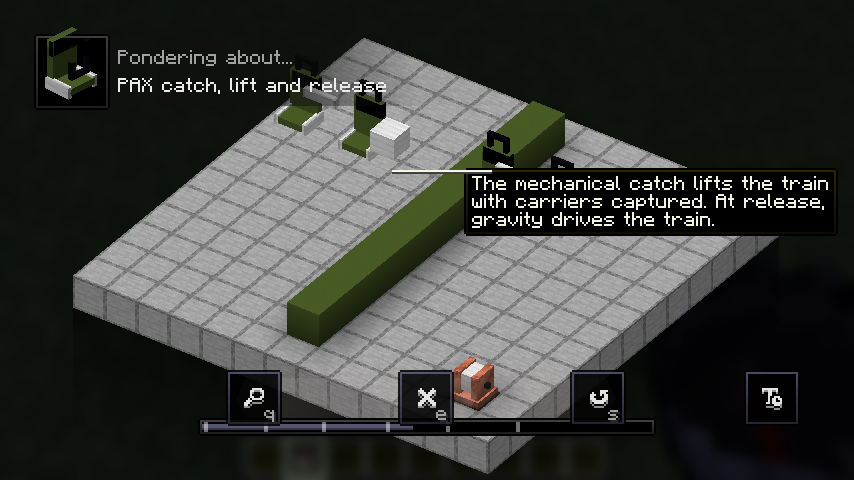 Pondering about...
PAX catch, lift and release
The mechanical catch lifts the train
with carriers captured. At release,
gravity drives the train.
q
e
s